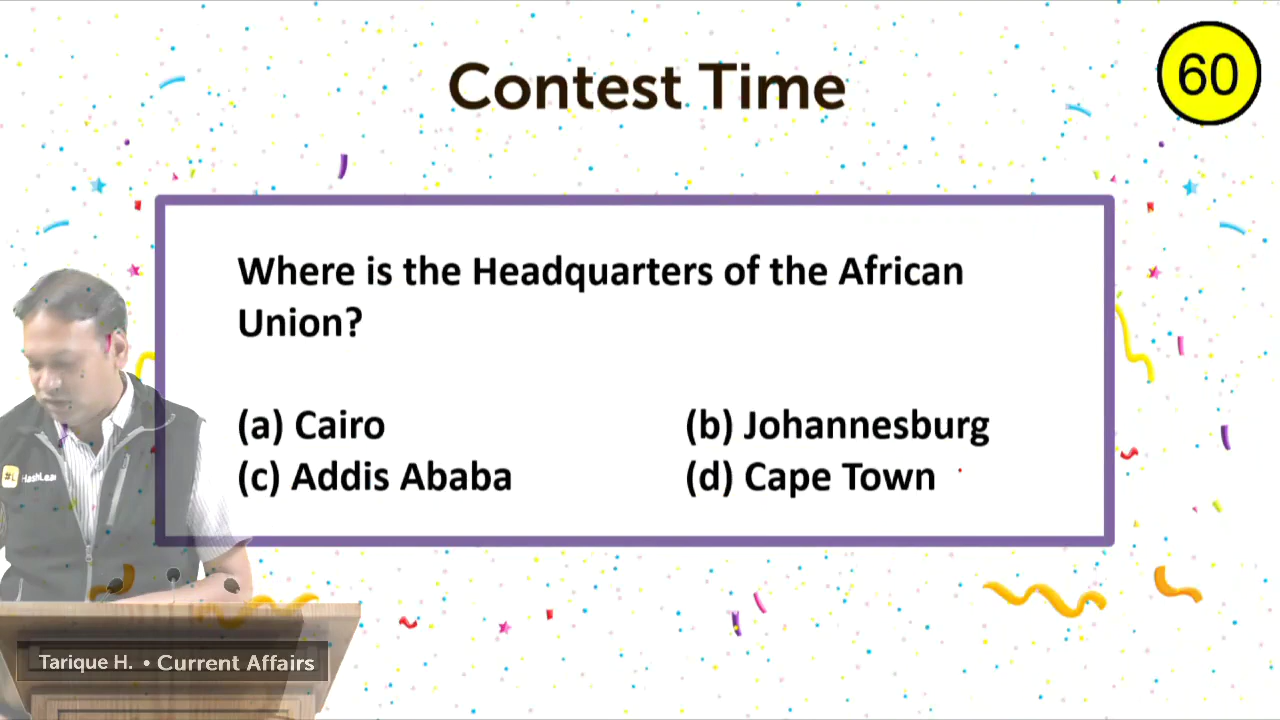 Contest Time
60
Where is the Headquarters of the African
Union?
(a) Cairo
(b) Johannesburg
(c) Addis Ababa
(d) Cape Town
Tarique H. • Current Affairs